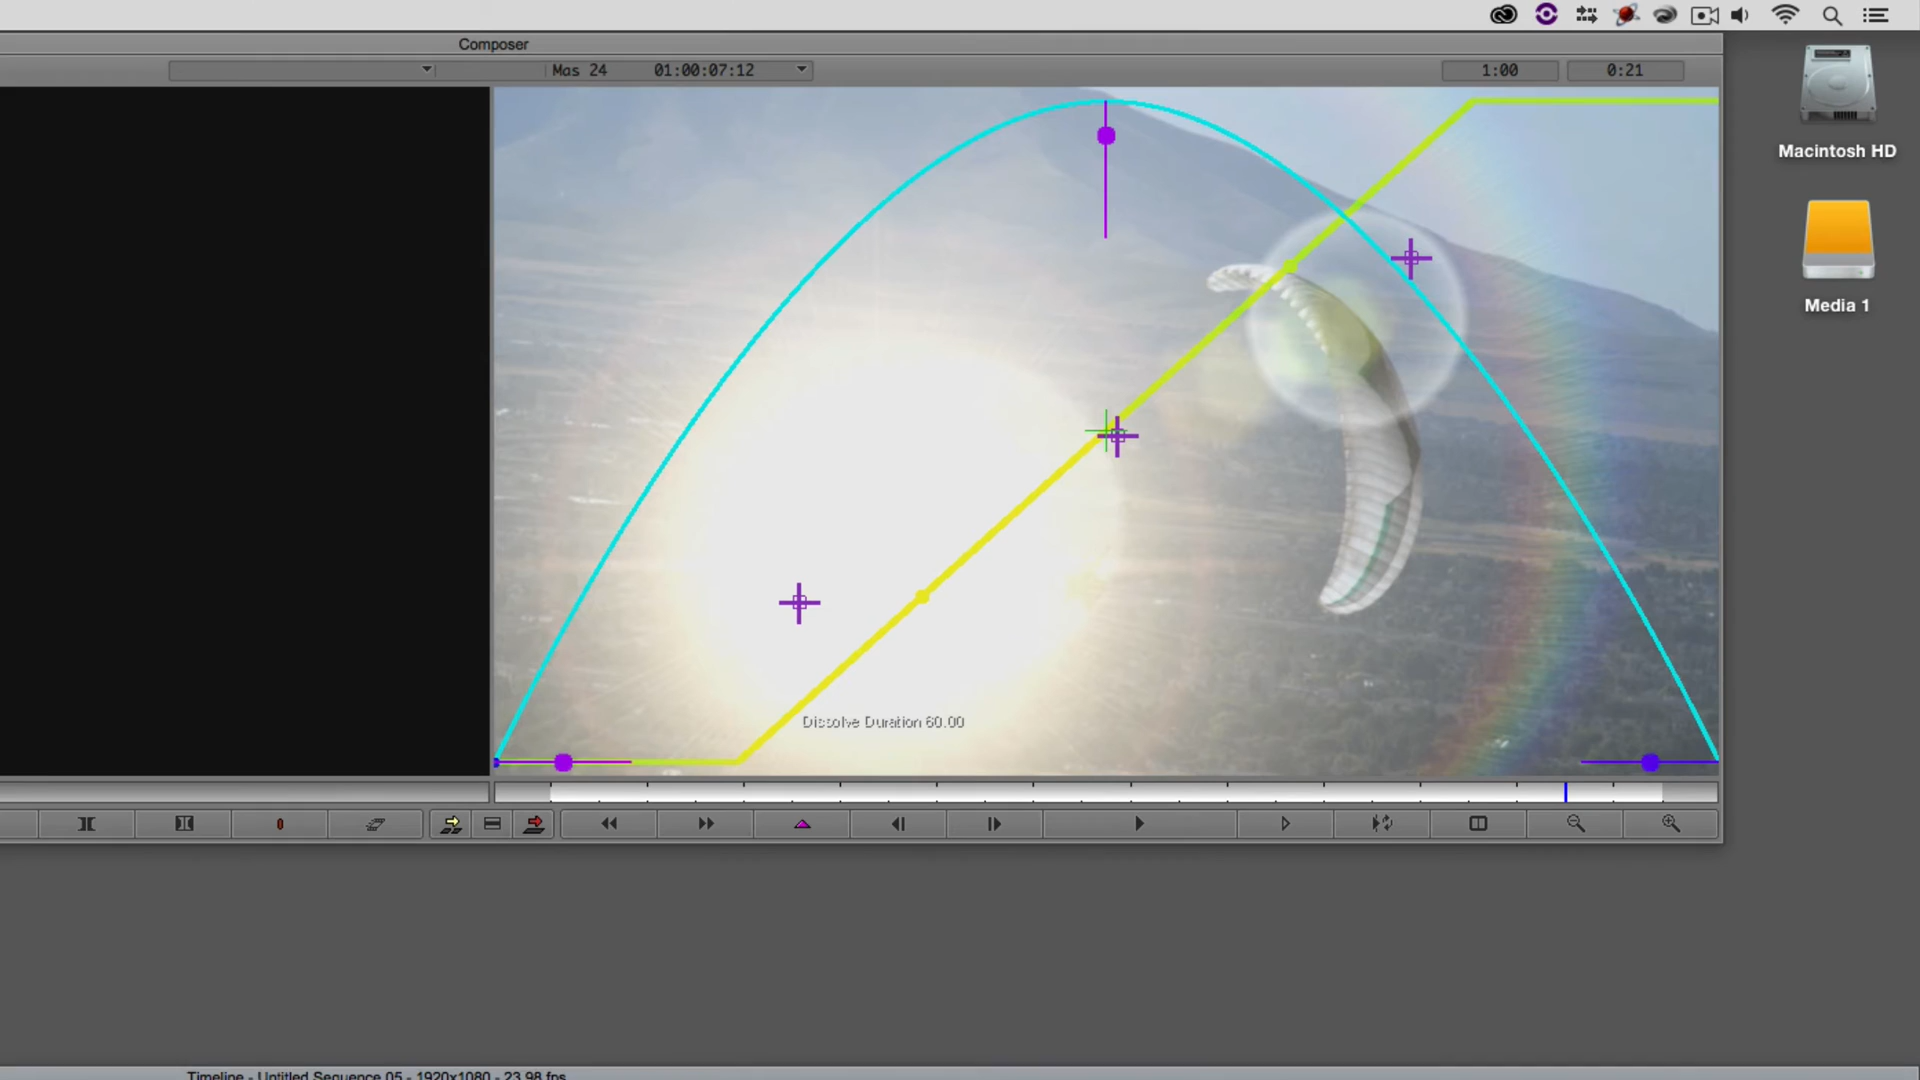 Composer
Mas 24 01:00:07:12 1:00 0:21
Macintosh HD
Media 1
Dissolve Duration 60.00
Timeline - Untitled Sequence 05 - 1920x1080 - 23.98 fps